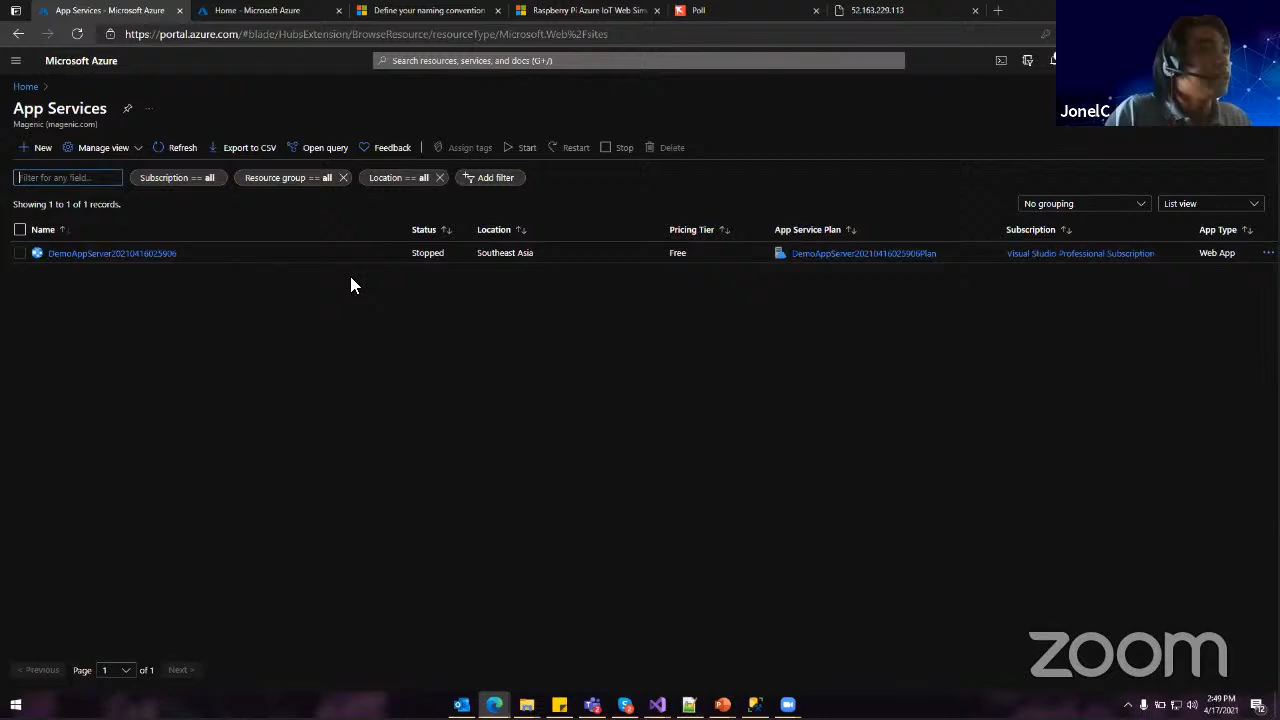 App Services - Microsoft Azure
Home - Microsoft Azure
Define your naming convention
Raspberry Pi Azure IoT Web Simu
Poll
52.163.229.113
https://portal.azure.com/#blade/HubsExtension/BrowseResource/resourceType/Microsoft.Web%2Fsites
Microsoft Azure
Search resources, services, and docs (G+/)
JonelC
Home
App Services
Magenic (magenic.com)
New Manage view Refresh Export to CSV Open query Feedback Assign tags Start Restart Stop Delete
Filter for any field...
Subscription == all
Resource group == all
Location == all
Add filter
Showing 1 to 1 of 1 records.
No grouping
List view
Name Status Location Pricing Tier App Service Plan Subscription App Type
DemoAppServer20210416025906 Stopped Southeast Asia Free DemoAppServer20210416025906Plan Visual Studio Professional Subscription Web App
zoom
< Previous Page 1 of 1 Next >
2:49 PM
4/17/2021
12